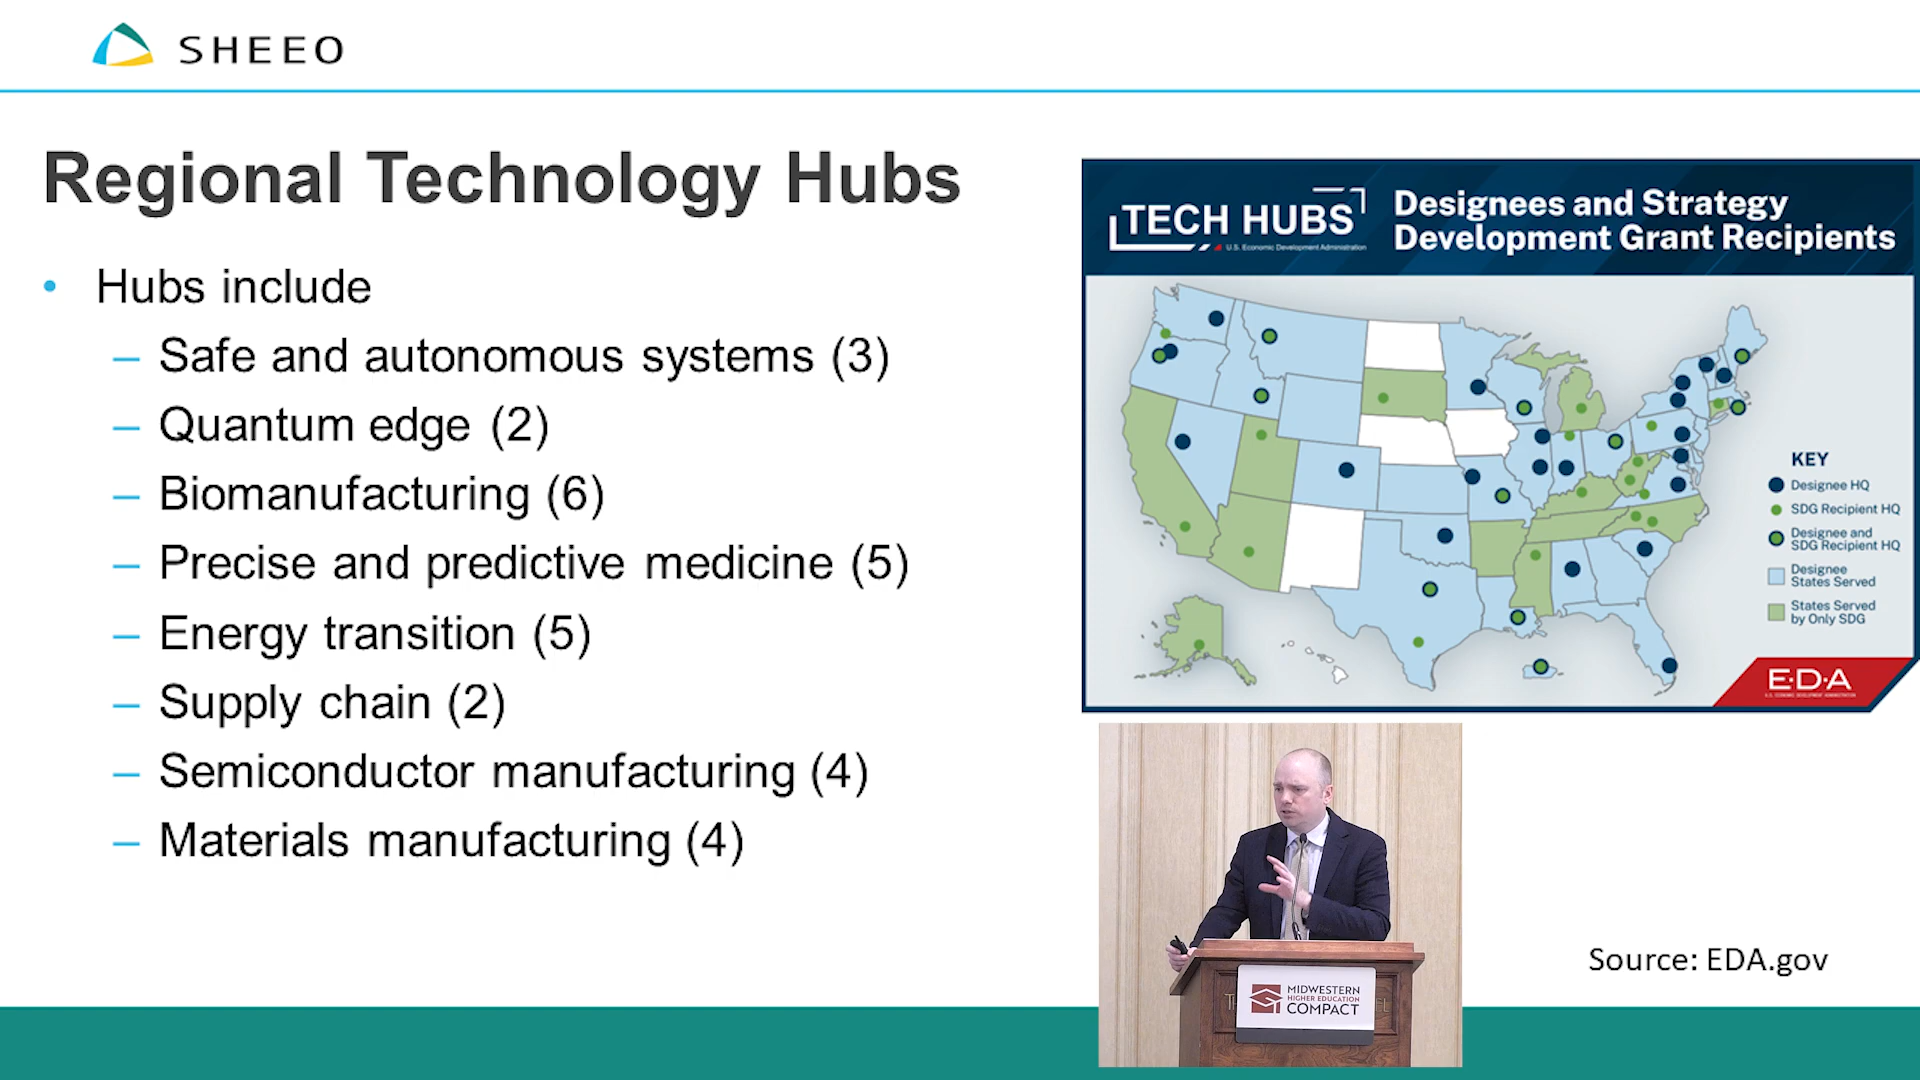 SHEEO
Regional Technology Hubs
• Hubs include
– Safe and autonomous systems (3)
– Quantum edge (2)
– Biomanufacturing (6)
– Precise and predictive medicine (5)
– Energy transition (5)
– Supply chain (2)
– Semiconductor manufacturing (4)
– Materials manufacturing (4)
TECH HUBS
U.S. Economic Development Administration
Designees and Strategy
Development Grant Recipients
KEY
Designee HQ
SDG Recipient HQ
Designee and
SDG Recipient HQ
Designee
States Served
States Served
by Only SDG
E·D·A
U.S. ECONOMIC DEVELOPMENT ADMINISTRATION
MIDWESTERN
HIGHER EDUCATION
COMPACT
Source: EDA.gov